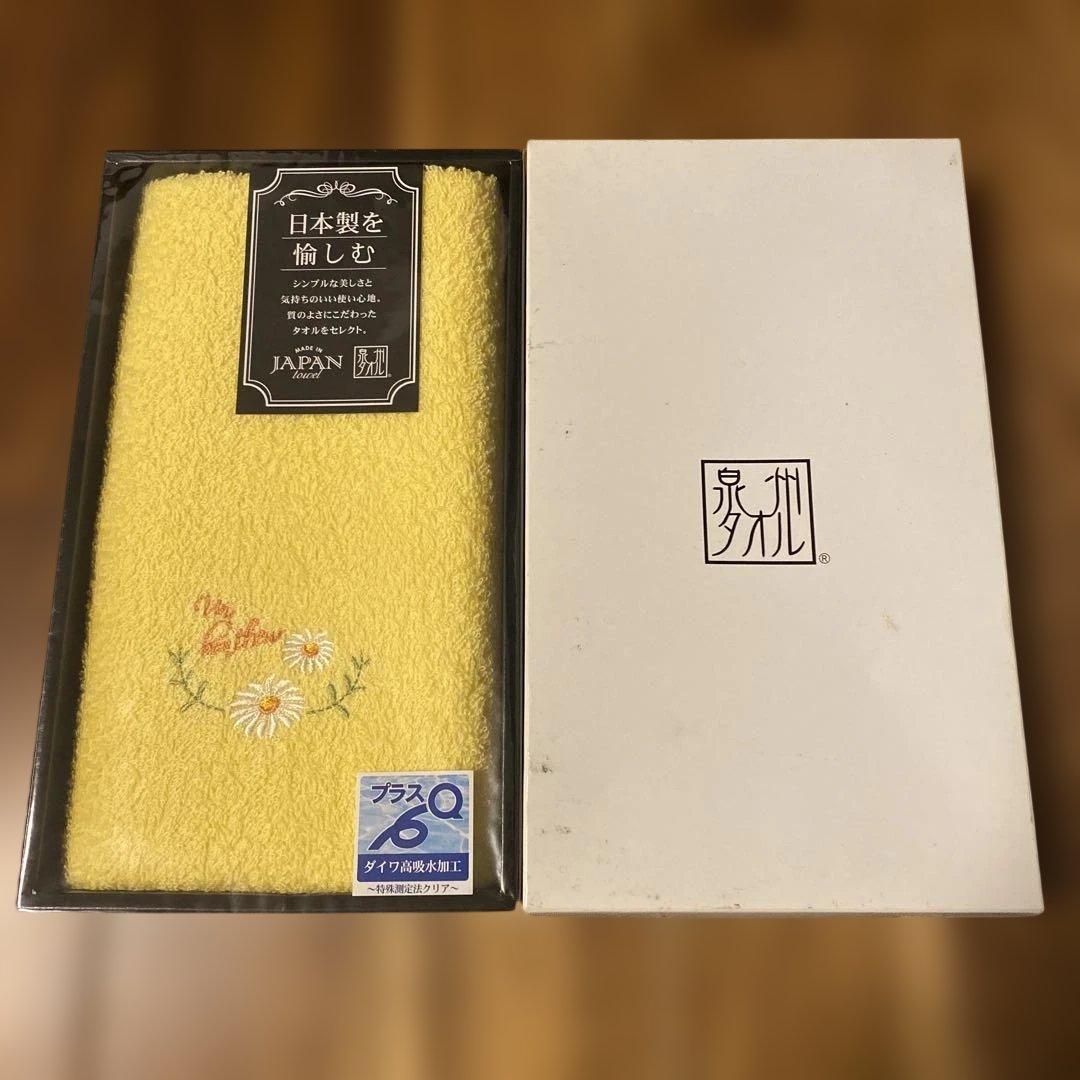 日本製を
愉しむ
シンプルな美しさと
気持ちのいい使い心地。
質のよさにこだわった
タオルをセレクト。
MADE IN
JAPAN
towel
泉州
タオル
®
プラス
Q
ダイワ高吸水加工
～特殊測定法クリア～
泉州
タオル
®